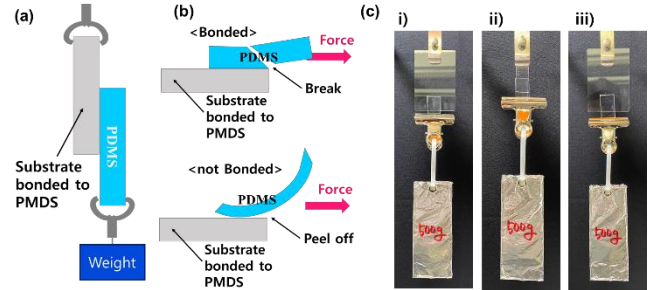 (a)
PDMS
Substrate
bonded to
PMDS
Weight
(b)
<Bonded>
Force
PDMS
Break
Substrate
bonded to
PMDS
<not Bonded>
PDMS
Force
Peel off
Substrate
bonded to
PMDS
(c)
i)
ii)
iii)
500g
500g
500g